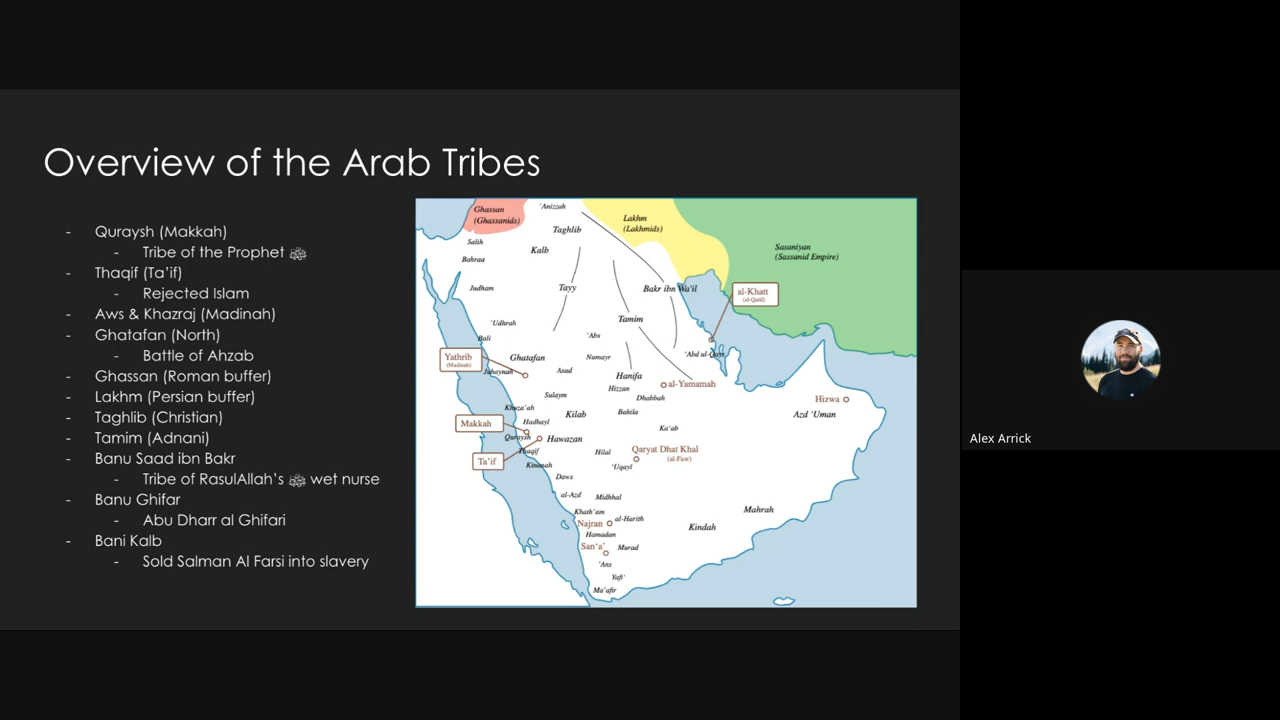 Overview of the Arab Tribes
- Quraysh (Makkah)
- Tribe of the Prophet ﷺ
- Thaqif (Ta'if)
- Rejected Islam
- Aws & Khazraj (Madinah)
- Ghatafan (North)
- Battle of Ahzab
- Ghassan (Roman buffer)
- Lakhm (Persian buffer)
- Taghlib (Christian)
- Tamim (Adnani)
- Banu Saad ibn Bakr
- Tribe of RasulAllah's ﷺ wet nurse
- Banu Ghifar
- Abu Dharr al Ghifari
- Bani Kalb
- Sold Salman Al Farsi into slavery
Ghassan
(Ghassanids)
'Anizzah
Lakhm
(Lakhmids)
Taghlib
Salih
Kalb
Sasaniyan
(Sassanid Empire)
Bahraa
Judham
Tayy
Bakr ibn Wa'il
al-Khatt
(al-Qatif)
'Udhrah
Tamim
Bali
'Abs
Yathrib
(Madinah)
Ghatafan
Numayr
'Abd ul-Qays
Juhaynah
Asad
Hanifa
al-Yamamah
Hizzan
Sulaym
Dhabbah
Hizwa
Khuza'ah
Kilab
Bahila
Azd 'Uman
Makkah
Hadhayl
Ka'ab
Quraysh
Hawazan
Thaqif
Hilal
Qaryat Dhat Khal
(al-Faw)
Ta'if
Kinanah
'Uqayl
Daws
al-Azd
Midhhal
Khath'am
Mahrah
Najran
al-Harith
Kindah
Hamadan
San'a'
Murad
'Ans
Yafi'
Ma'afir
Alex Arrick